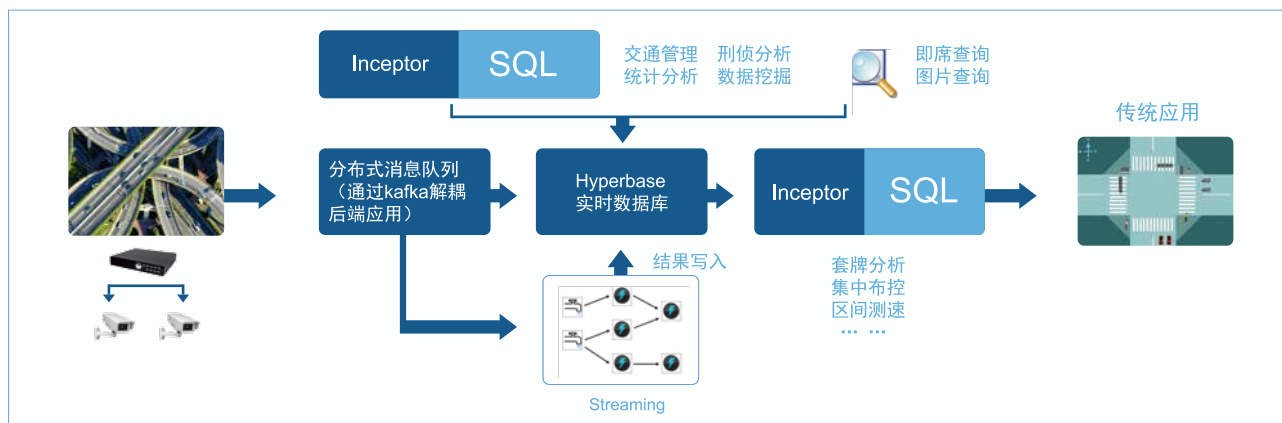 Inceptor
SQL
交通管理 刑侦分析
统计分析 数据挖掘
即席查询
图片查询
传统应用
分布式消息队列
（通过kafka解耦
后端应用）
Hyperbase
实时数据库
Inceptor
SQL
结果写入
套牌分析
集中布控
区间测速
... ...
Streaming